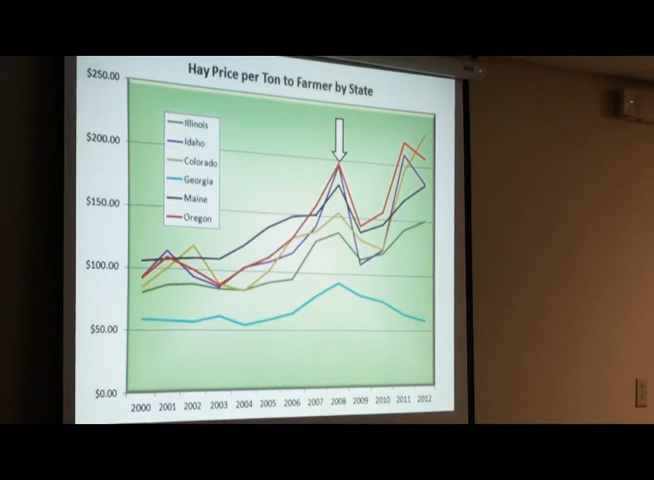 Hay Price per Ton to Farmer by State
$250.00
$200.00
$150.00
$100.00
$50.00
$0.00
Illinois
Idaho
Colorado
Georgia
Maine
Oregon
2000 2001 2002 2003 2004 2005 2006 2007 2008 2009 2010 2011 2012